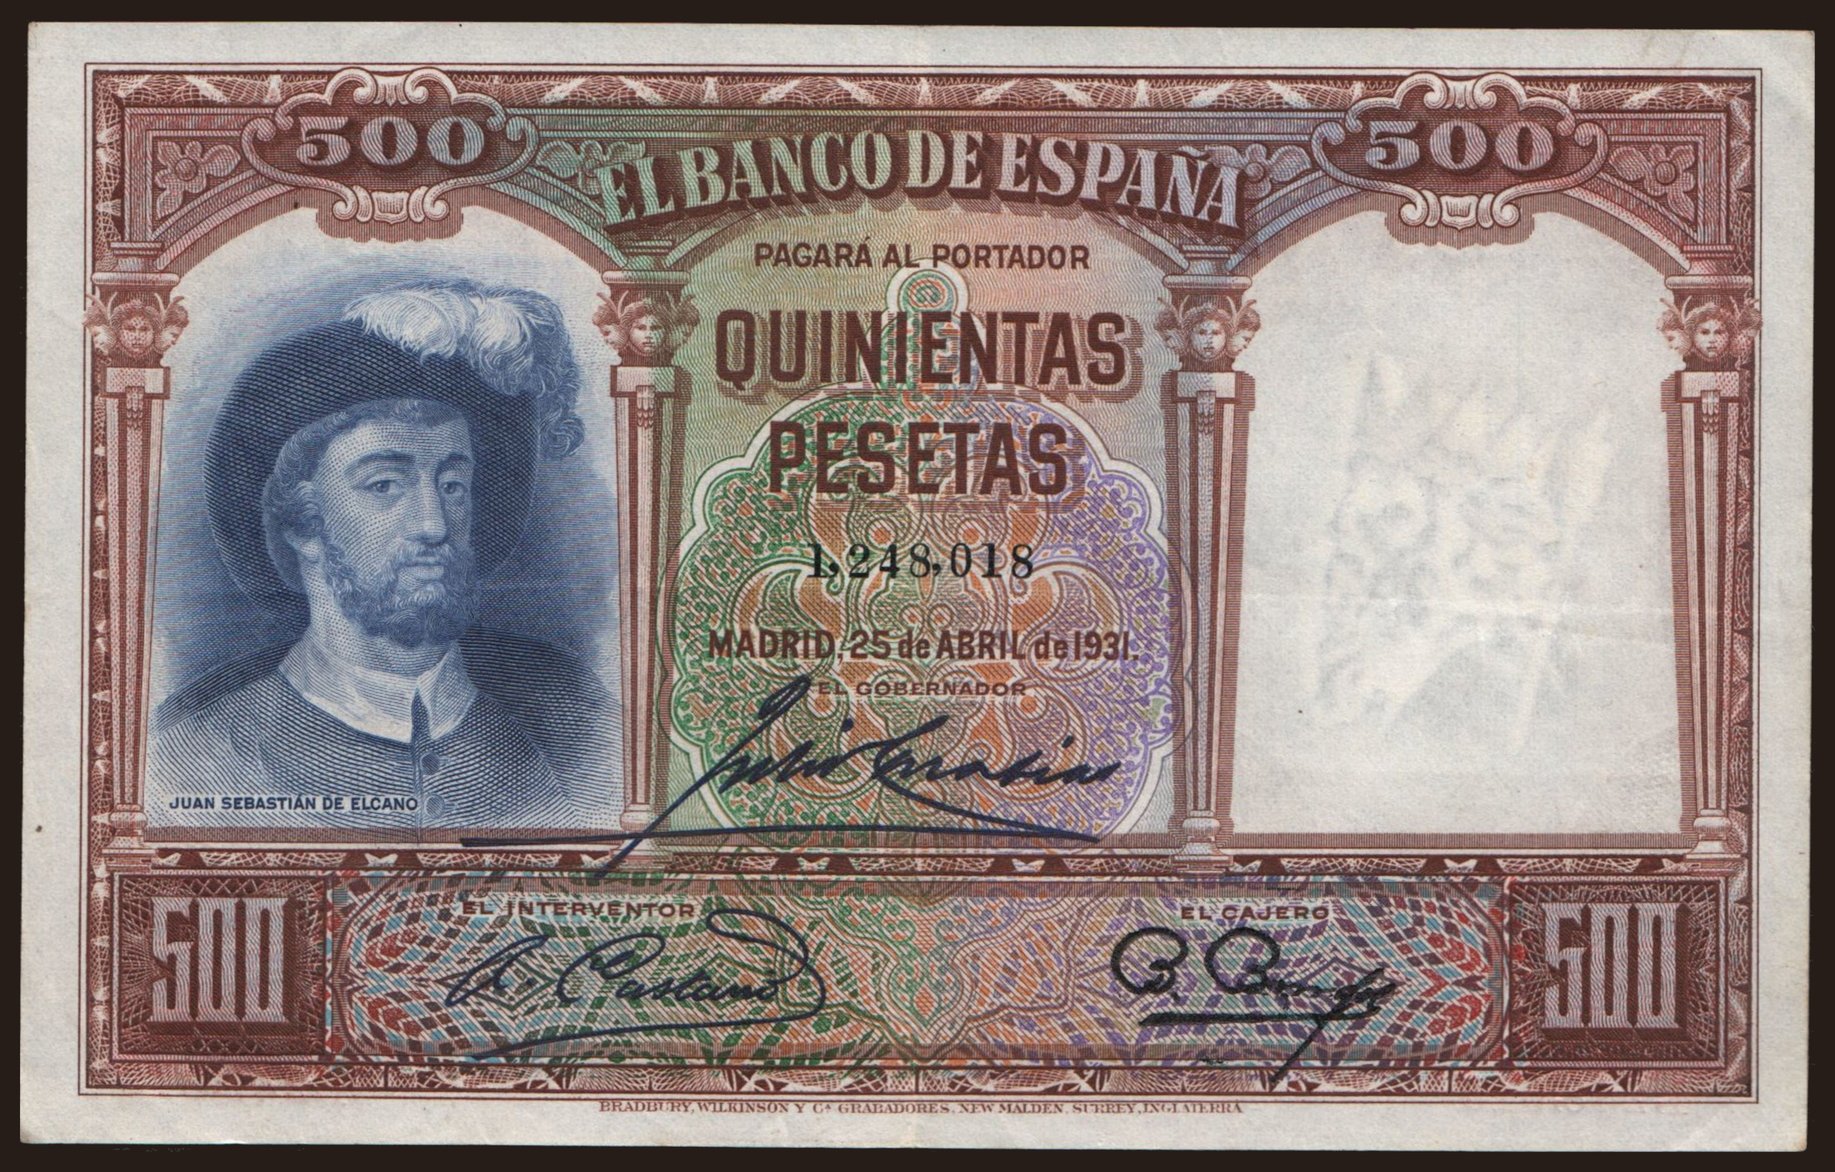 500 500
EL BANCO DE ESPAÑA
PAGARÁ AL PORTADOR
QUINIENTAS
PESETAS
1,248,018
MADRID, 25 de ABRIL de 1931.
EL GOBERNADOR
JUAN SEBASTIÁN DE ELCANO
500 500
EL INTERVENTOR EL CAJERO
A. Castaño
BRADBURY, WILKINSON Y Cª GRABADORES, NEW MALDEN, SURREY, INGLATERRA